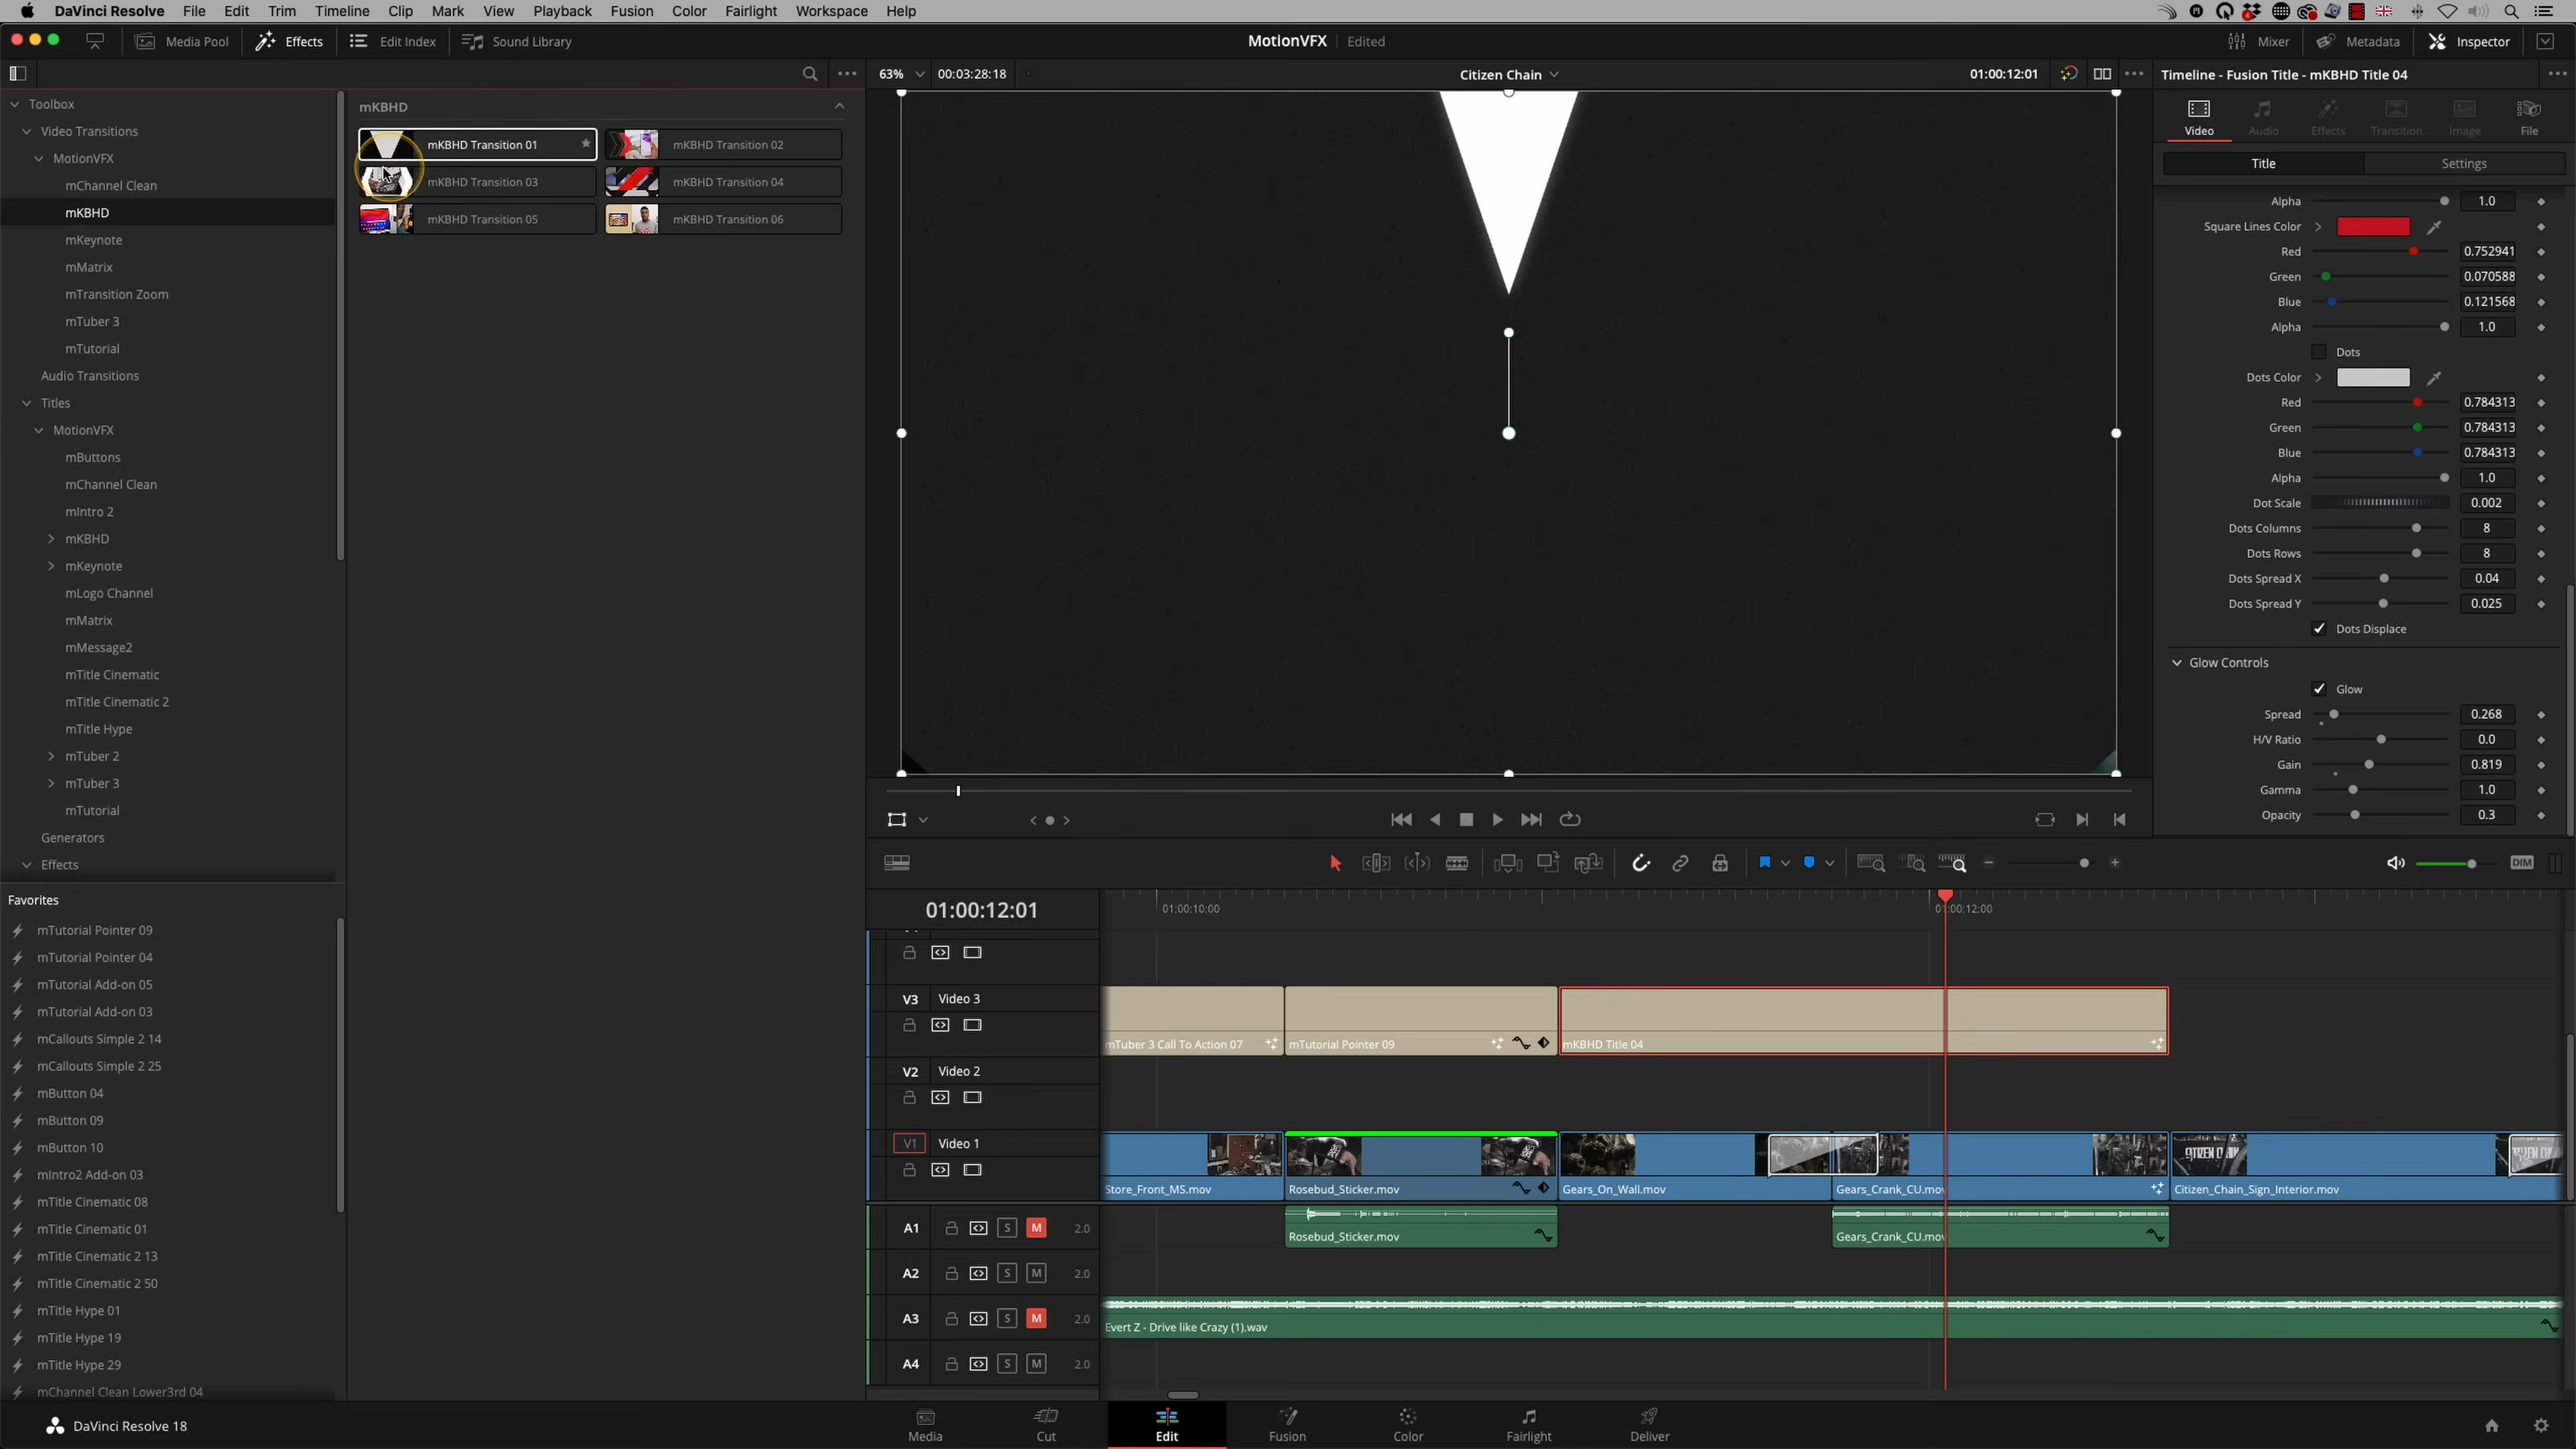 DaVinci Resolve File Edit Trim Timeline Clip Mark View Playback Fusion Color Fairlight Workspace Help
Media Pool Effects Edit Index Sound Library MotionVFX Edited Mixer Metadata Inspector
63% 00:03:28:18 Citizen Chain 01:00:12:01 Timeline - Fusion Title - mKBHD Title 04
Toolbox
Video Transitions
MotionVFX
mChannel Clean
mKBHD
mKeynote
mMatrix
mTransition Zoom
mTuber 3
mTutorial
Audio Transitions
Titles
MotionVFX
mButtons
mChannel Clean
mIntro 2
mKBHD
mKeynote
mLogo Channel
mMatrix
mMessage2
mTitle Cinematic
mTitle Cinematic 2
mTitle Hype
mTuber 2
mTuber 3
mTutorial
Generators
Effects
Favorites
mTutorial Pointer 09
mTutorial Pointer 04
mTutorial Add-on 05
mTutorial Add-on 03
mCallouts Simple 2 14
mCallouts Simple 2 25
mButton 04
mButton 09
mButton 10
mIntro2 Add-on 03
mTitle Cinematic 08
mTitle Cinematic 01
mTitle Cinematic 2 13
mTitle Cinematic 2 50
mTitle Hype 01
mTitle Hype 19
mTitle Hype 29
mChannel Clean Lower3rd 04
mKBHD
mKBHD Transition 01 mKBHD Transition 02
mKBHD Transition 03 mKBHD Transition 04
mKBHD Transition 05 mKBHD Transition 06
Video Audio Effects Transition Image File
Title Settings
Alpha 1.0
Square Lines Color
Red 0.752941
Green 0.070588
Blue 0.121568
Alpha 1.0
Dots
Dots Color
Red 0.784313
Green 0.784313
Blue 0.784313
Alpha 1.0
Dot Scale 0.002
Dots Columns 8
Dots Rows 8
Dots Spread X 0.04
Dots Spread Y 0.025
Dots Displace
Glow Controls
Glow
Spread 0.268
H/V Ratio 0.0
Gain 0.819
Gamma 1.0
Opacity 0.3
DIM
01:00:12:01 01:00:10:00 01:00:12:00
V3 Video 3
mTuber 3 Call To Action 07 mTutorial Pointer 09 mKBHD Title 04
V2 Video 2
V1 Video 1
Store_Front_MS.mov Rosebud_Sticker.mov Gears_On_Wall.mov Gears_Crank_CU.mov Citizen_Chain_Sign_Interior.mov
A1 S M 2.0
Rosebud_Sticker.mov Gears_Crank_CU.mov
A2 S M 2.0
A3 S M 2.0
Evert Z - Drive like Crazy (1).wav
A4 S M 2.0
DaVinci Resolve 18 Media Cut Edit Fusion Color Fairlight Deliver